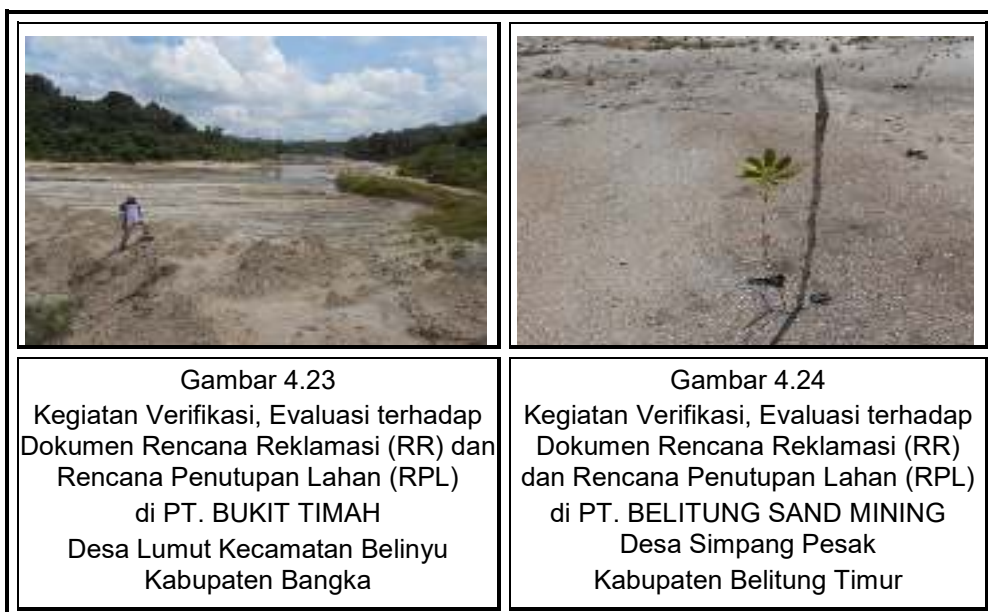 Gambar 4.23
Kegiatan Verifikasi, Evaluasi terhadap
Dokumen Rencana Reklamasi (RR) dan
Rencana Penutupan Lahan (RPL)
di PT. BUKIT TIMAH
Desa Lumut Kecamatan Belinyu
Kabupaten Bangka
Gambar 4.24
Kegiatan Verifikasi, Evaluasi terhadap
Dokumen Rencana Reklamasi (RR)
dan Rencana Penutupan Lahan (RPL)
di PT. BELITUNG SAND MINING
Desa Simpang Pesak
Kabupaten Belitung Timur